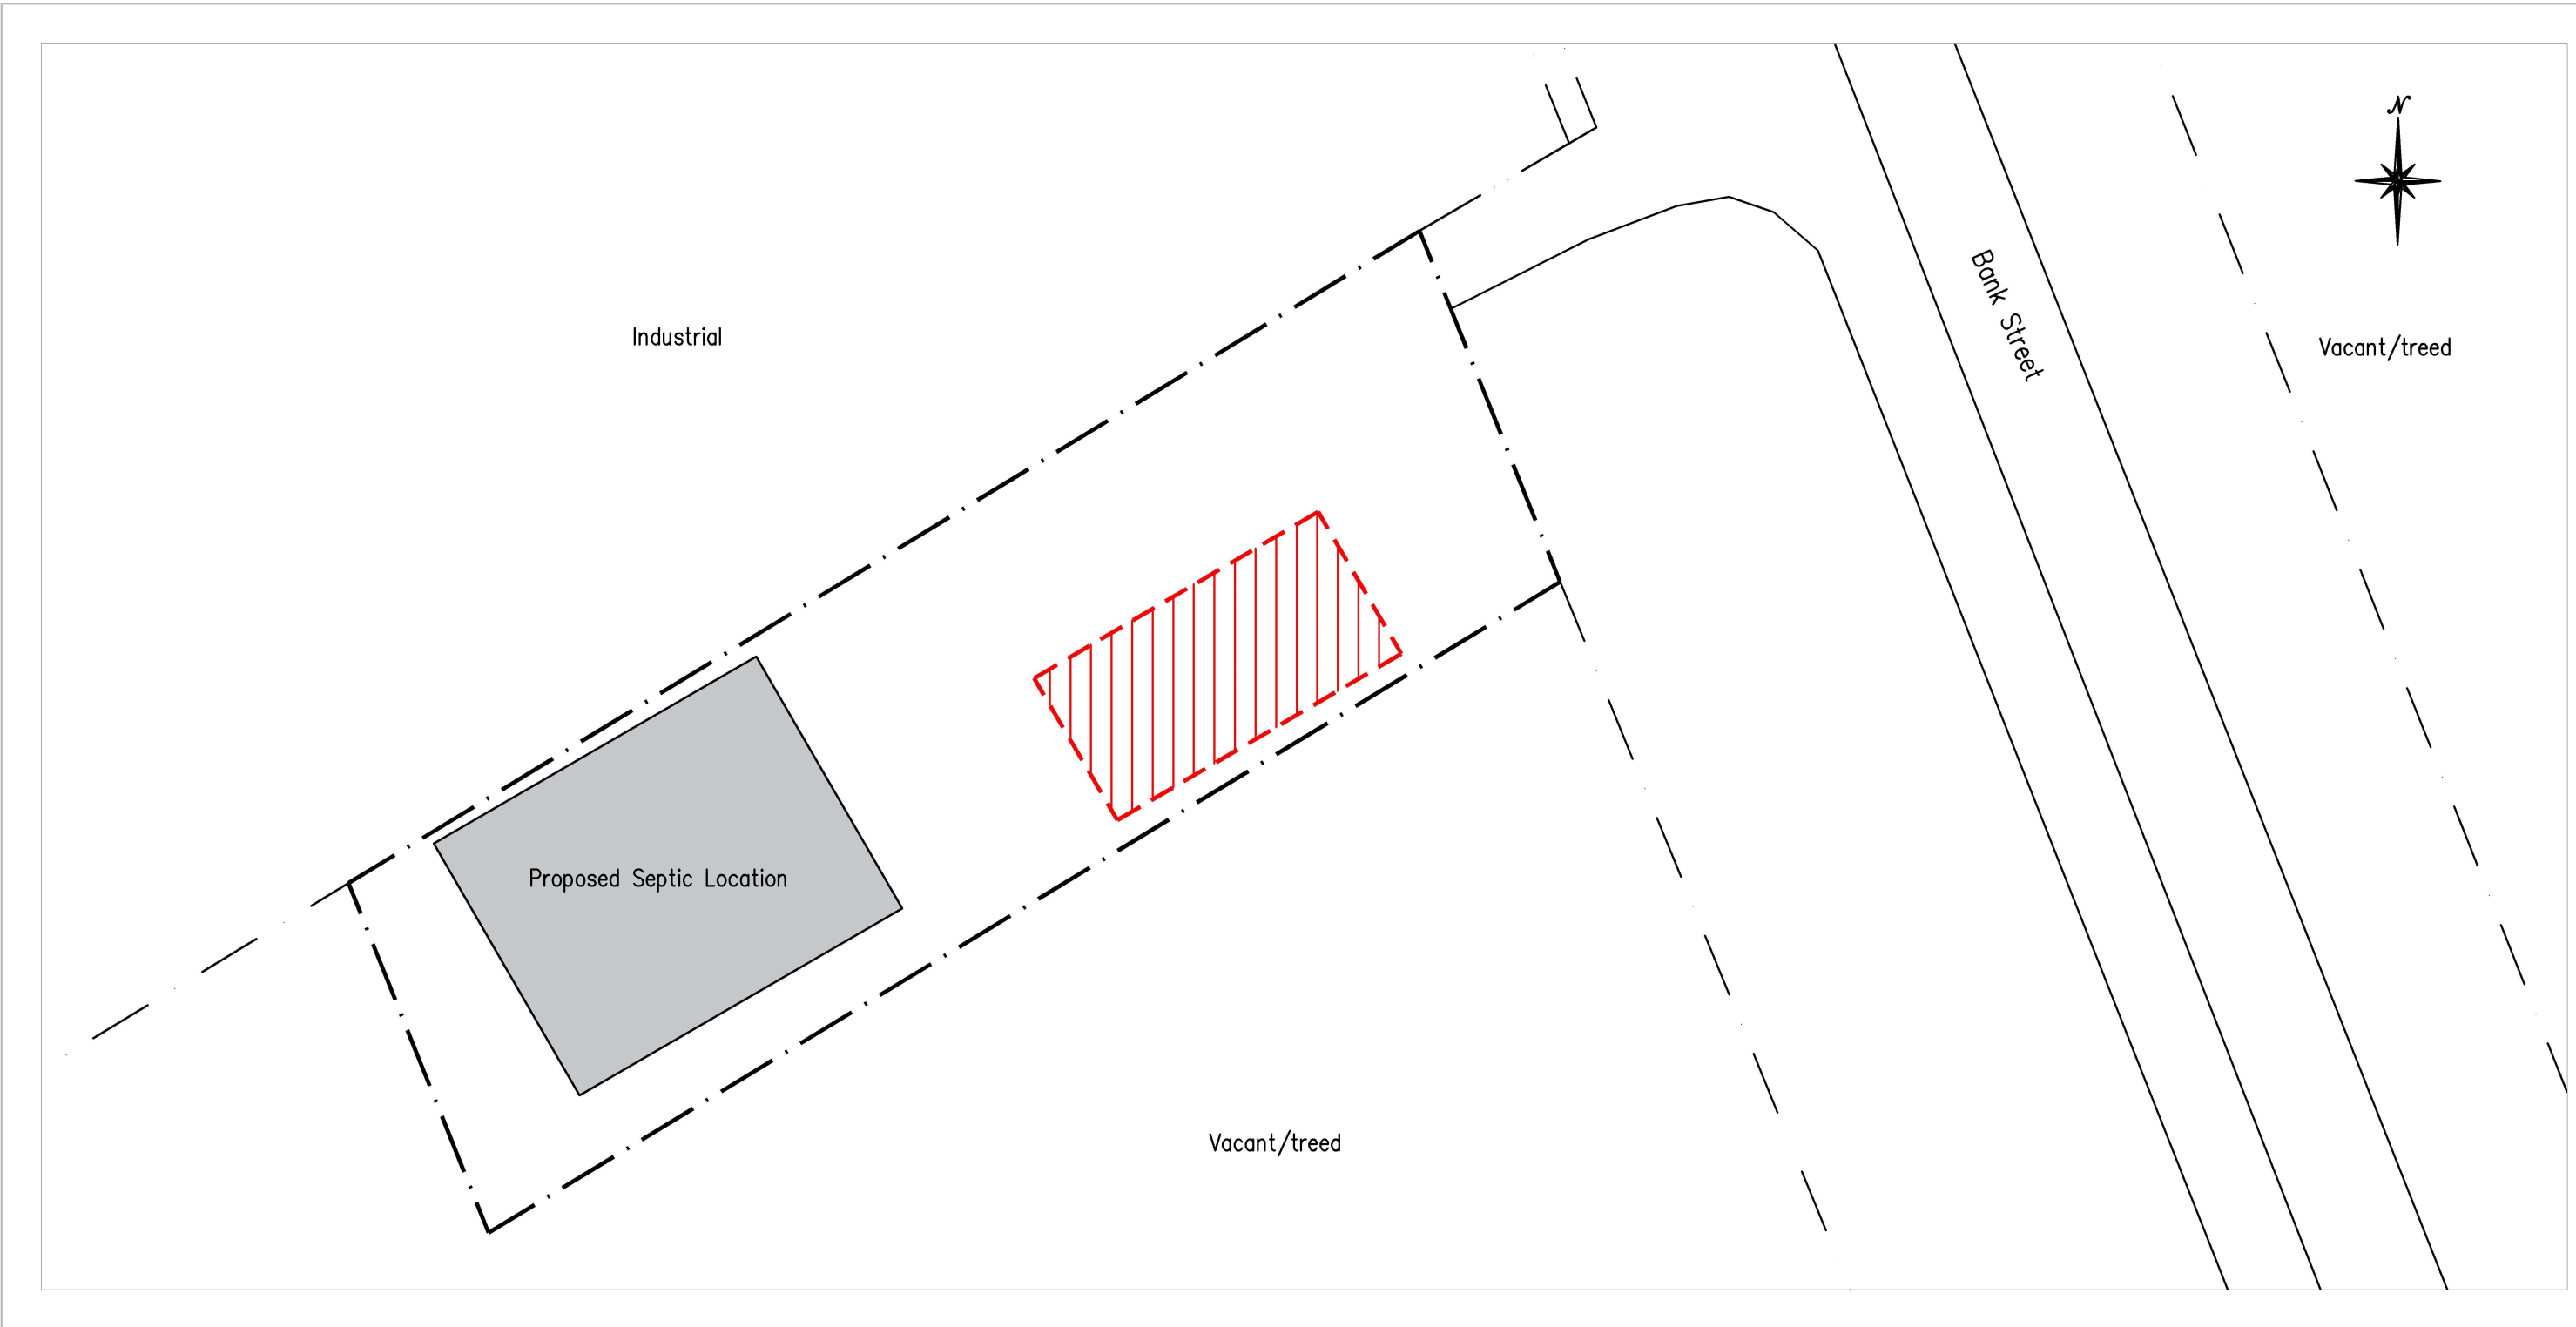 N
Industrial
Bank Street
Vacant/treed
Proposed Septic Location
Vacant/treed